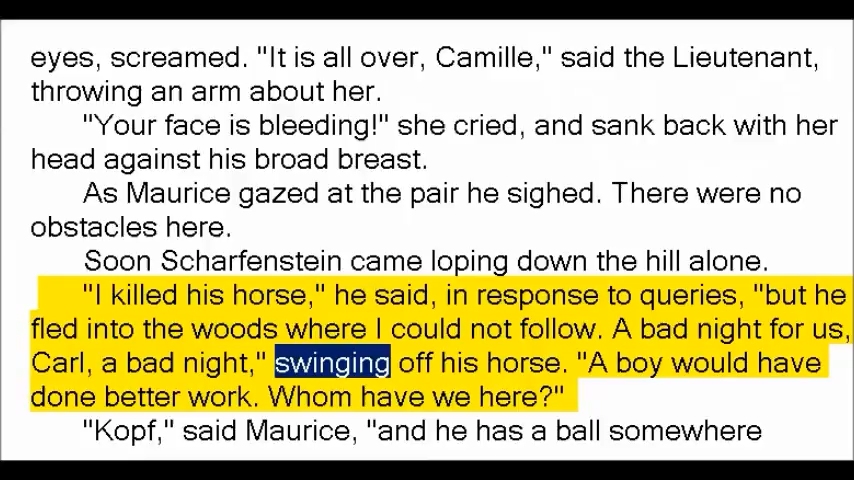 eyes, screamed. "It is all over, Camille," said the Lieutenant,
throwing an arm about her.
"Your face is bleeding!" she cried, and sank back with her
head against his broad breast.
As Maurice gazed at the pair he sighed. There were no
obstacles here.
Soon Scharfenstein came loping down the hill alone.
"I killed his horse," he said, in response to queries, "but he
fled into the woods where I could not follow. A bad night for us,
Carl, a bad night," swinging off his horse. "A boy would have
done better work. Whom have we here?"
"Kopf," said Maurice, "and he has a ball somewhere